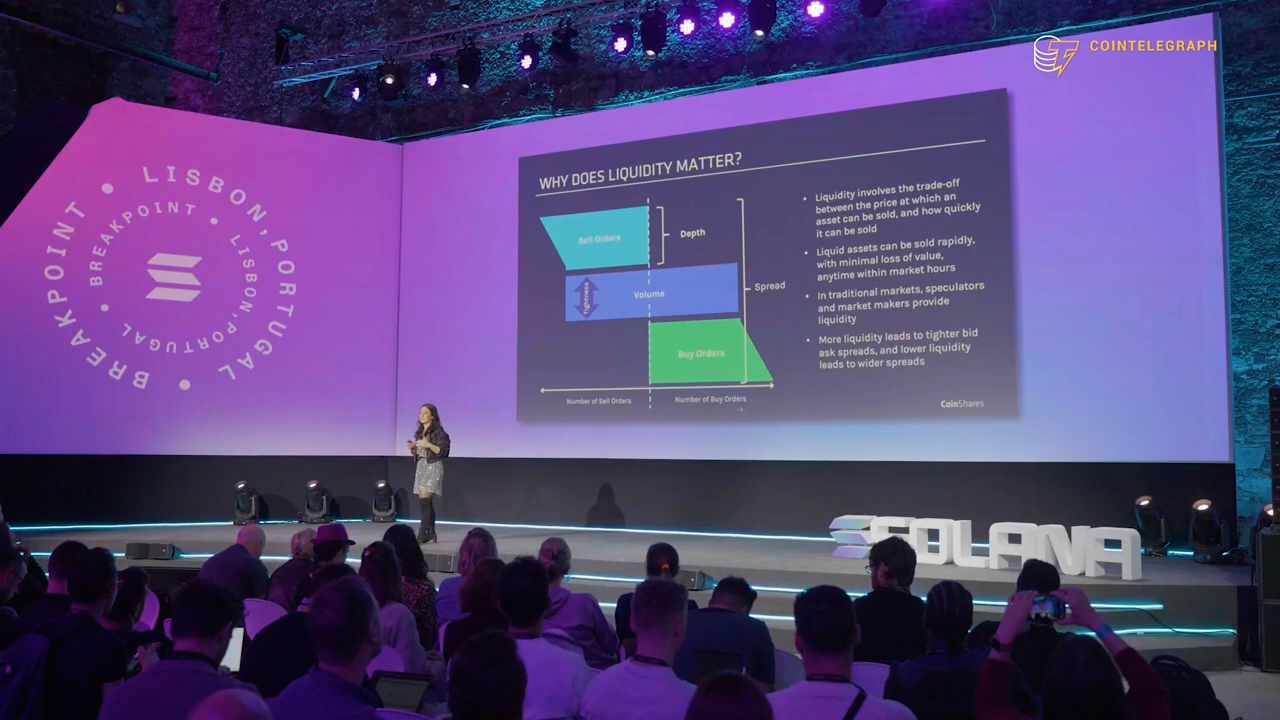 COINTELEGRAPH
LISBON, PORTUGAL
BREAKPOINT
BREAKPOINT
LISBON, PORTUGAL
WHY DOES LIQUIDITY MATTER?
Sell Orders
Depth
Tightness
Volume
Spread
Buy Orders
Number of Sell Orders
Number of Buy Orders
• Liquidity involves the trade-off
between the price at which an
asset can be sold, and how quickly
it can be sold
• Liquid assets can be sold rapidly,
with minimal loss of value,
anytime within market hours
• In traditional markets, speculators
and market makers provide
liquidity
• More liquidity leads to tighter bid
ask spreads, and lower liquidity
leads to wider spreads
CoinShares
SOLANA